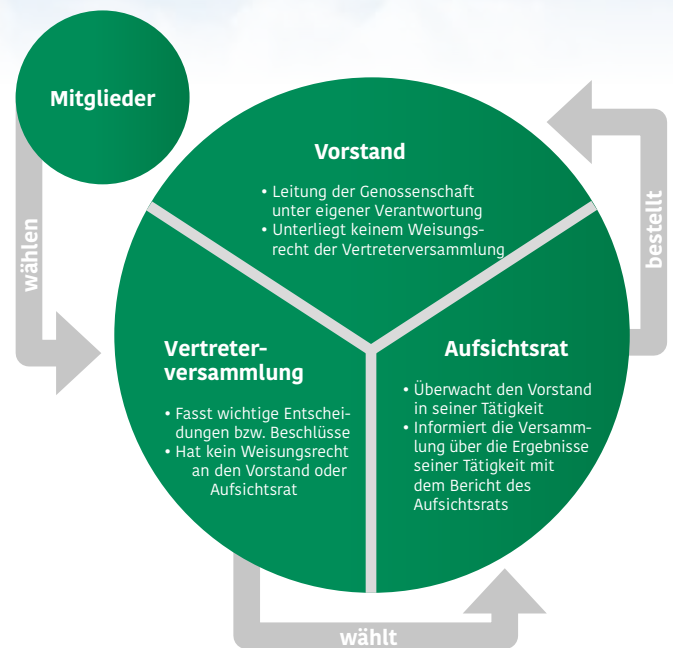 Mitglieder
wählen
Vorstand
• Leitung der Genossenschaft
unter eigener Verantwortung
• Unterliegt keinem Weisungs-
recht der Vertreterversammlung
bestellt
Vertreter-
versammlung
• Fasst wichtige Entschei-
dungen bzw. Beschlüsse
• Hat kein Weisungsrecht
an den Vorstand oder
Aufsichtsrat
Aufsichtsrat
• Überwacht den Vorstand
in seiner Tätigkeit
• Informiert die Versamm-
lung über die Ergebnisse
seiner Tätigkeit mit
dem Bericht des
Aufsichtsrats
wählt